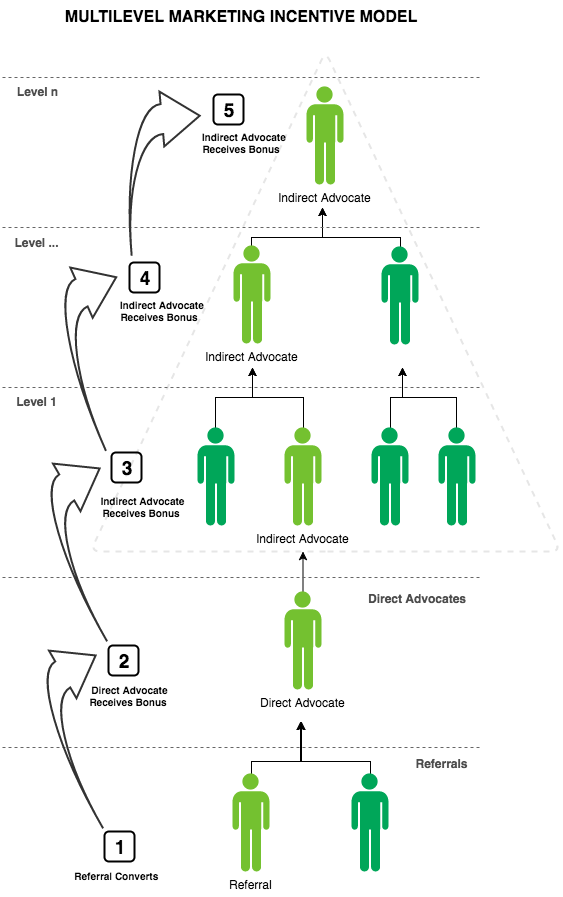 MULTILEVEL MARKETING INCENTIVE MODEL
Level n
5
Indirect Advocate
Receives Bonus
Indirect Advocate
Level ...
4
Indirect Advocate
Receives Bonus
Indirect Advocate
Level 1
3
Indirect Advocate
Receives Bonus
Indirect Advocate
Direct Advocates
2
Direct Advocate
Receives Bonus
Direct Advocate
Referrals
1
Referral Converts
Referral